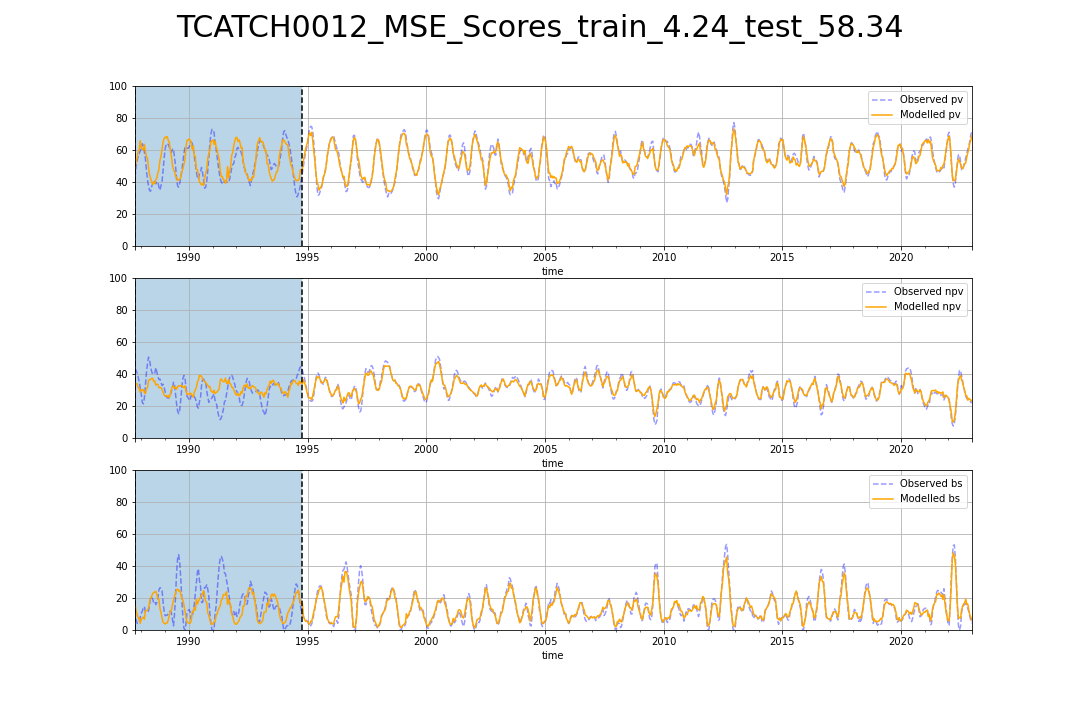 TCATCH0012_MSE_Scores_train_4.24_test_58.34
100
80
60
40
20
0
Observed pv
Modelled pv
1990 1995 2000 2005 2010 2015 2020
time
100
80
60
40
20
0
Observed npv
Modelled npv
1990 1995 2000 2005 2010 2015 2020
time
100
80
60
40
20
0
Observed bs
Modelled bs
1990 1995 2000 2005 2010 2015 2020
time